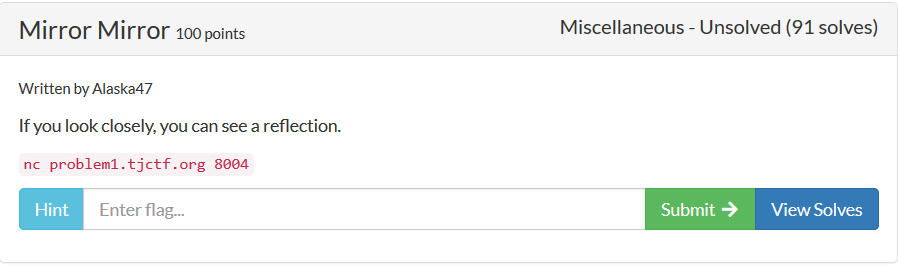 Mirror Mirror 100 points
Miscellaneous - Unsolved (91 solves)
Written by Alaska47
If you look closely, you can see a reflection.
nc problem1.tjctf.org 8004
Hint Enter flag... Submit → View Solves